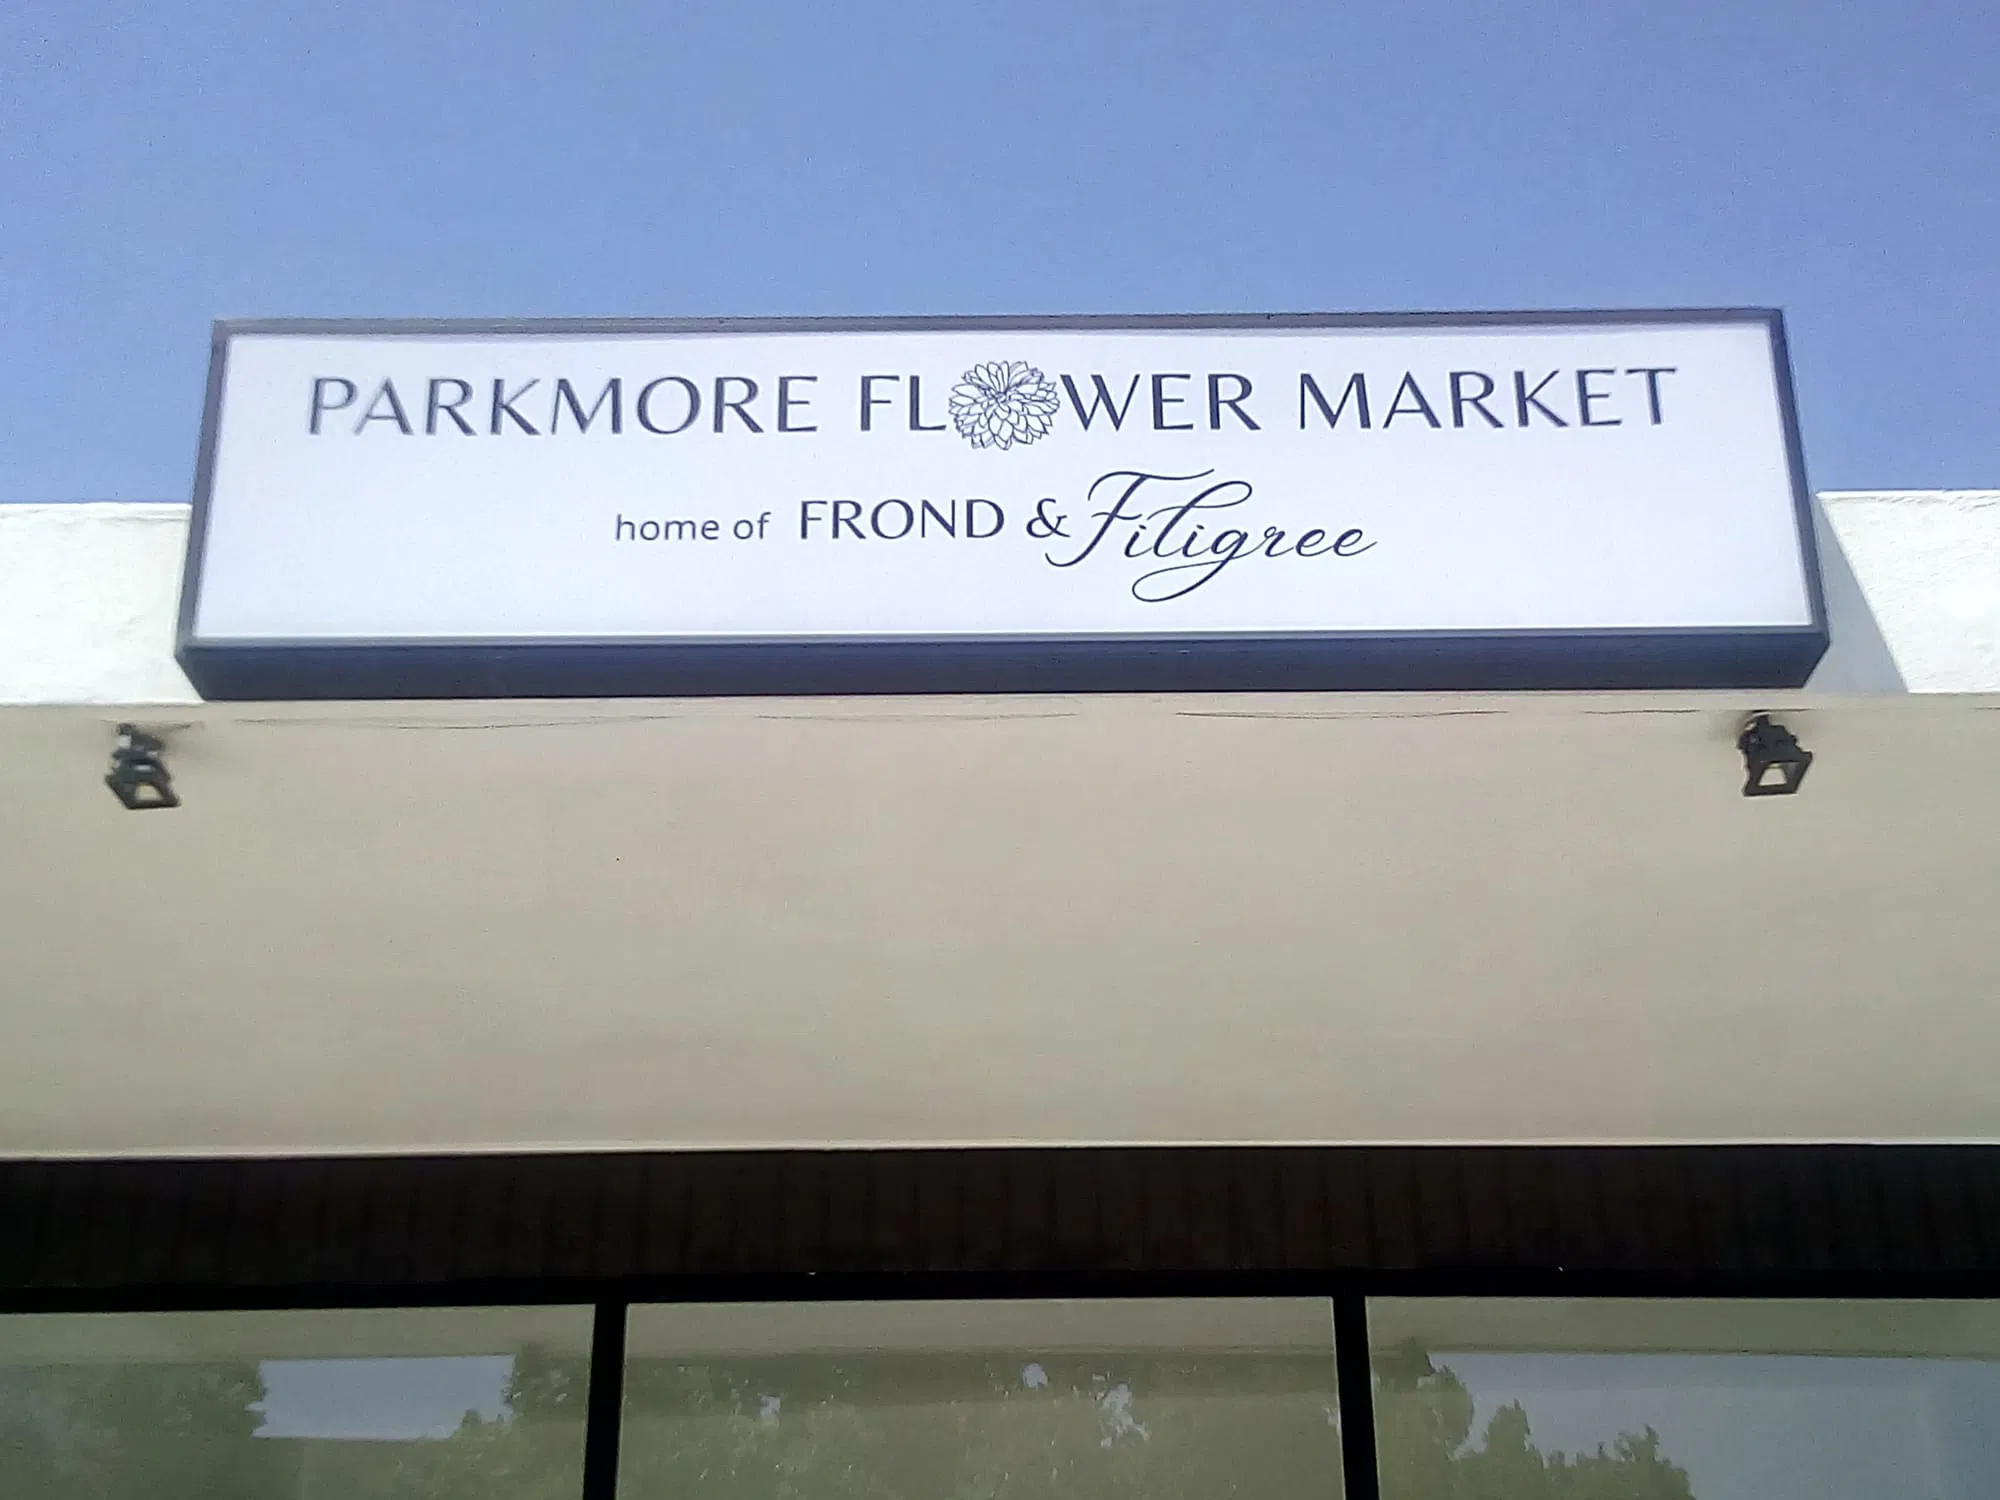 PARKMORE FLOWER MARKET
home of FROND & Filigree